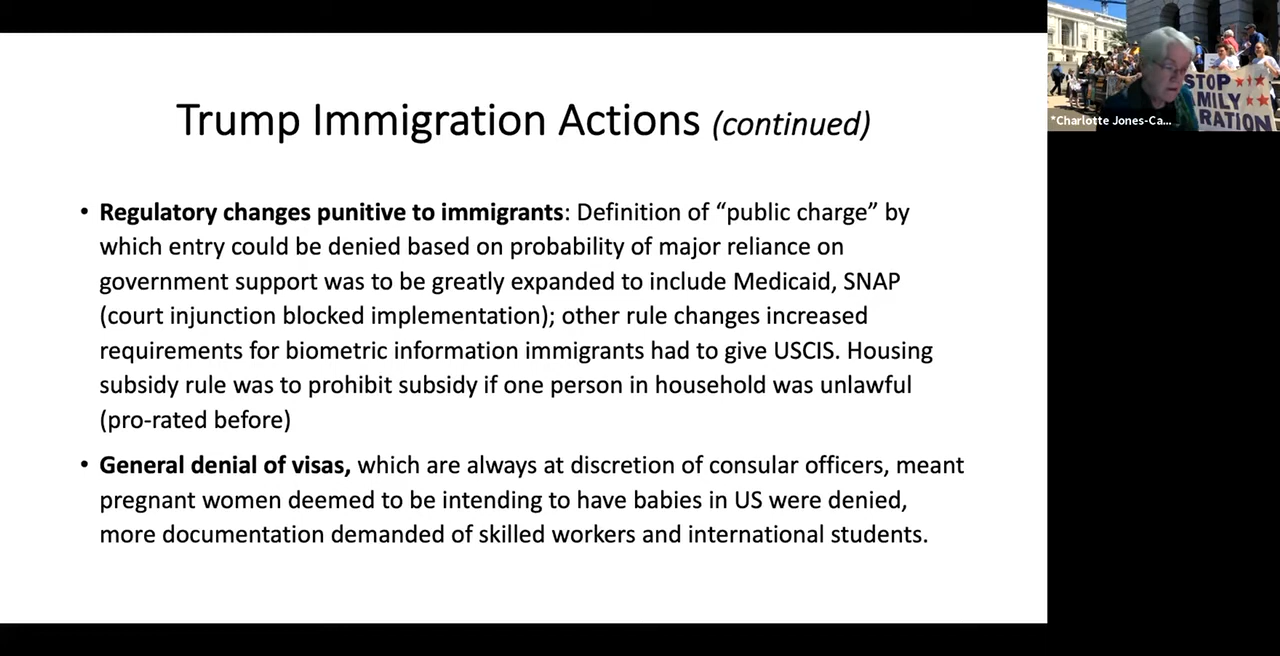 Trump Immigration Actions (continued)
• Regulatory changes punitive to immigrants: Definition of “public charge” by
which entry could be denied based on probability of major reliance on
government support was to be greatly expanded to include Medicaid, SNAP
(court injunction blocked implementation); other rule changes increased
requirements for biometric information immigrants had to give USCIS. Housing
subsidy rule was to prohibit subsidy if one person in household was unlawful
(pro-rated before)
• General denial of visas, which are always at discretion of consular officers, meant
pregnant women deemed to be intending to have babies in US were denied,
more documentation demanded of skilled workers and international students.
STOP
MILY
RATION
*Charlotte Jones-Ca...